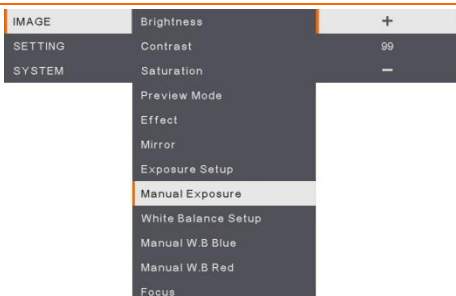 IMAGE
SETTING
SYSTEM
Brightness
Contrast
Saturation
Preview Mode
Effect
Mirror
Exposure Setup
Manual Exposure
White Balance Setup
Manual W.B Blue
Manual W.B Red
Focus
+
99
−